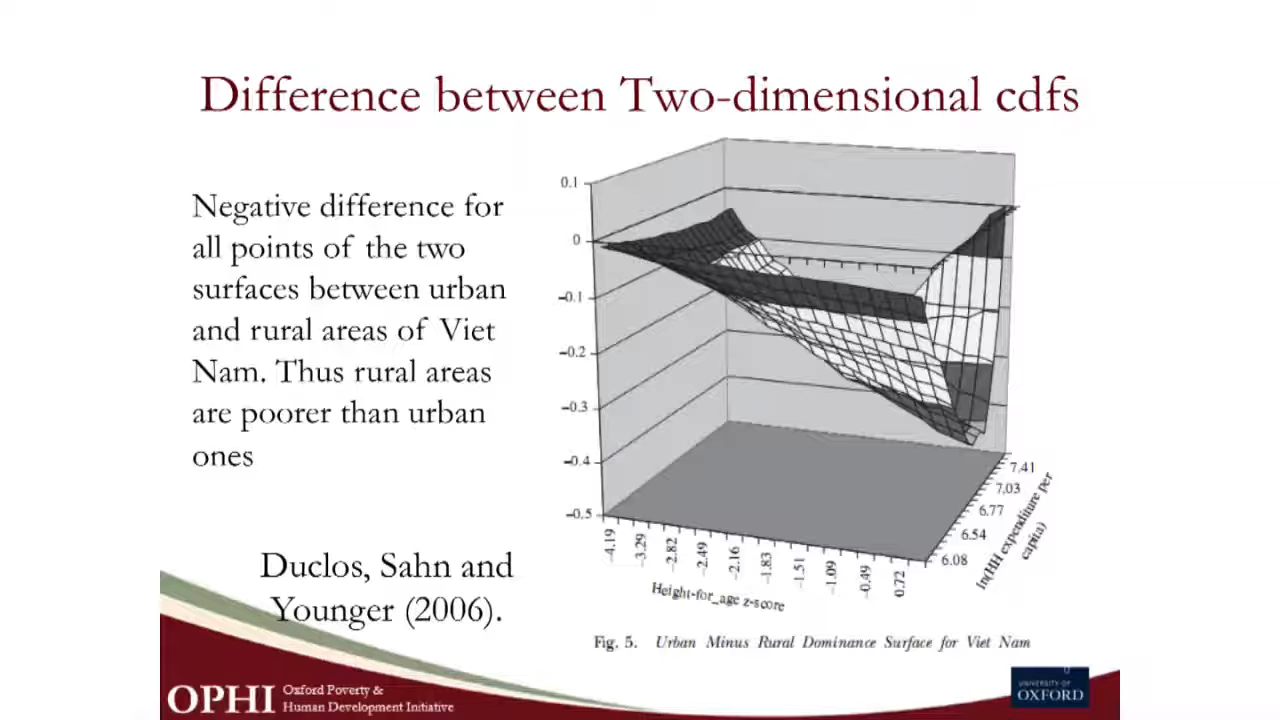 Difference between Two-dimensional cdfs
Negative difference for
all points of the two
surfaces between urban
and rural areas of Viet
Nam. Thus rural areas
are poorer than urban
ones
Duclos, Sahn and
Younger (2006).
0.1
0
–0.1
–0.2
–0.3
–0.4
–0.5
–4.19
–3.29
–2.82
–2.49
–2.16
–1.83
–1.51
–1.09
–0.49
0.72
Height-for_age z-score
7.41
7.03
6.77
6.54
6.08
ln(HH expenditure per
capita)
Fig. 5. Urban Minus Rural Dominance Surface for Viet Nam
OPHI
Oxford Poverty &
Human Development Initiative
UNIVERSITY OF
OXFORD